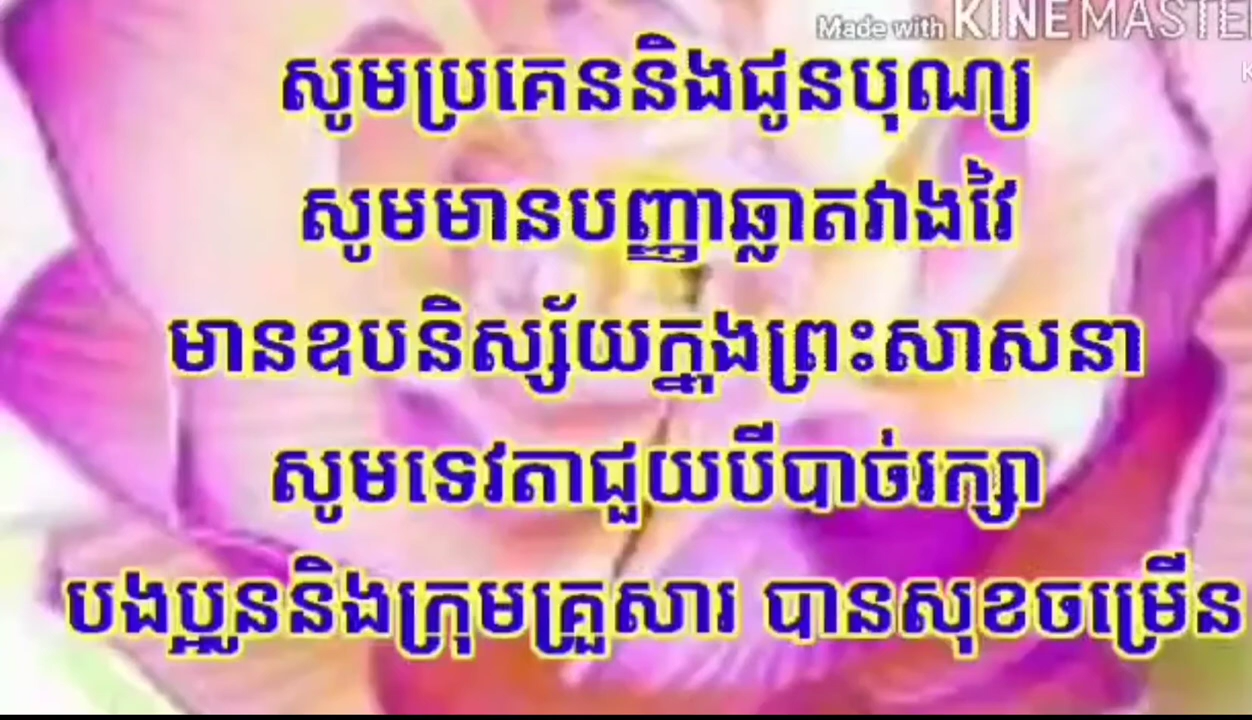 Made with KINEMASTE
សូមប្រគេននិងជូនបុណ្យ
សូមមានបញ្ញាឆ្លាតវាងវៃ
មានឧបនិស្ស័យក្នុងព្រះសាសនា
សូមទេវតាជួយបីបាច់រក្សា
បងប្អូននិងក្រុមគ្រួសារ បានសុខចម្រើន